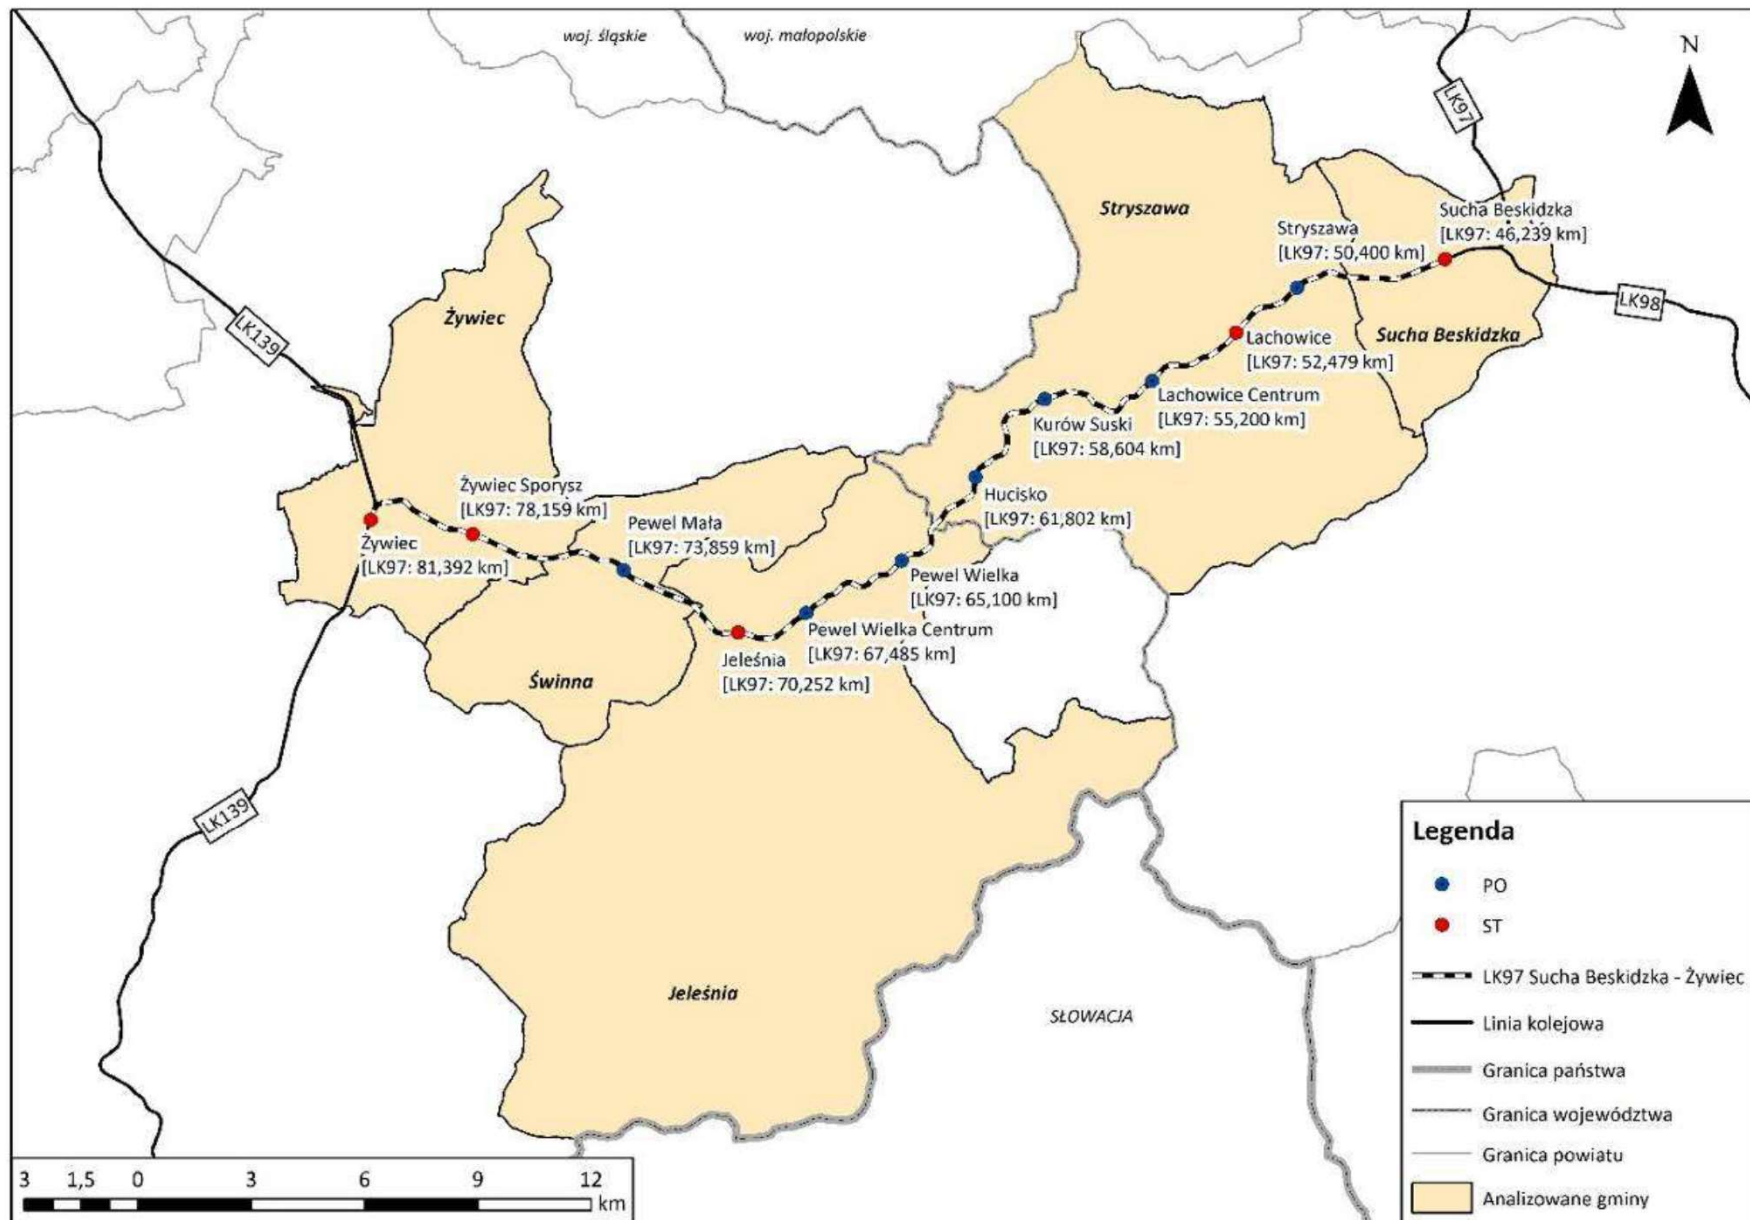 woj. śląskie
woj. małopolskie
N
LK97
Stryszawa
Sucha Beskidzka
[LK97: 46,239 km]
Stryszawa
[LK97: 50,400 km]
LK98
Żywiec
LK139
Sucha Beskidzka
Lachowice
[LK97: 52,479 km]
Lachowice Centrum
[LK97: 55,200 km]
Kurów Suski
[LK97: 58,604 km]
Żywiec Sporysz
[LK97: 78,159 km]
Hucisko
[LK97: 61,802 km]
Pewel Mała
[LK97: 73,859 km]
Żywiec
[LK97: 81,392 km]
Pewel Wielka
[LK97: 65,100 km]
Pewel Wielka Centrum
[LK97: 67,485 km]
Jeleśnia
[LK97: 70,252 km]
Świnna
LK139
Jeleśnia
SŁOWACJA
Legenda
PO
ST
LK97 Sucha Beskidzka - Żywiec
Linia kolejowa
Granica państwa
Granica województwa
Granica powiatu
Analizowane gminy
3 1,5 0 3 6 9 12
km